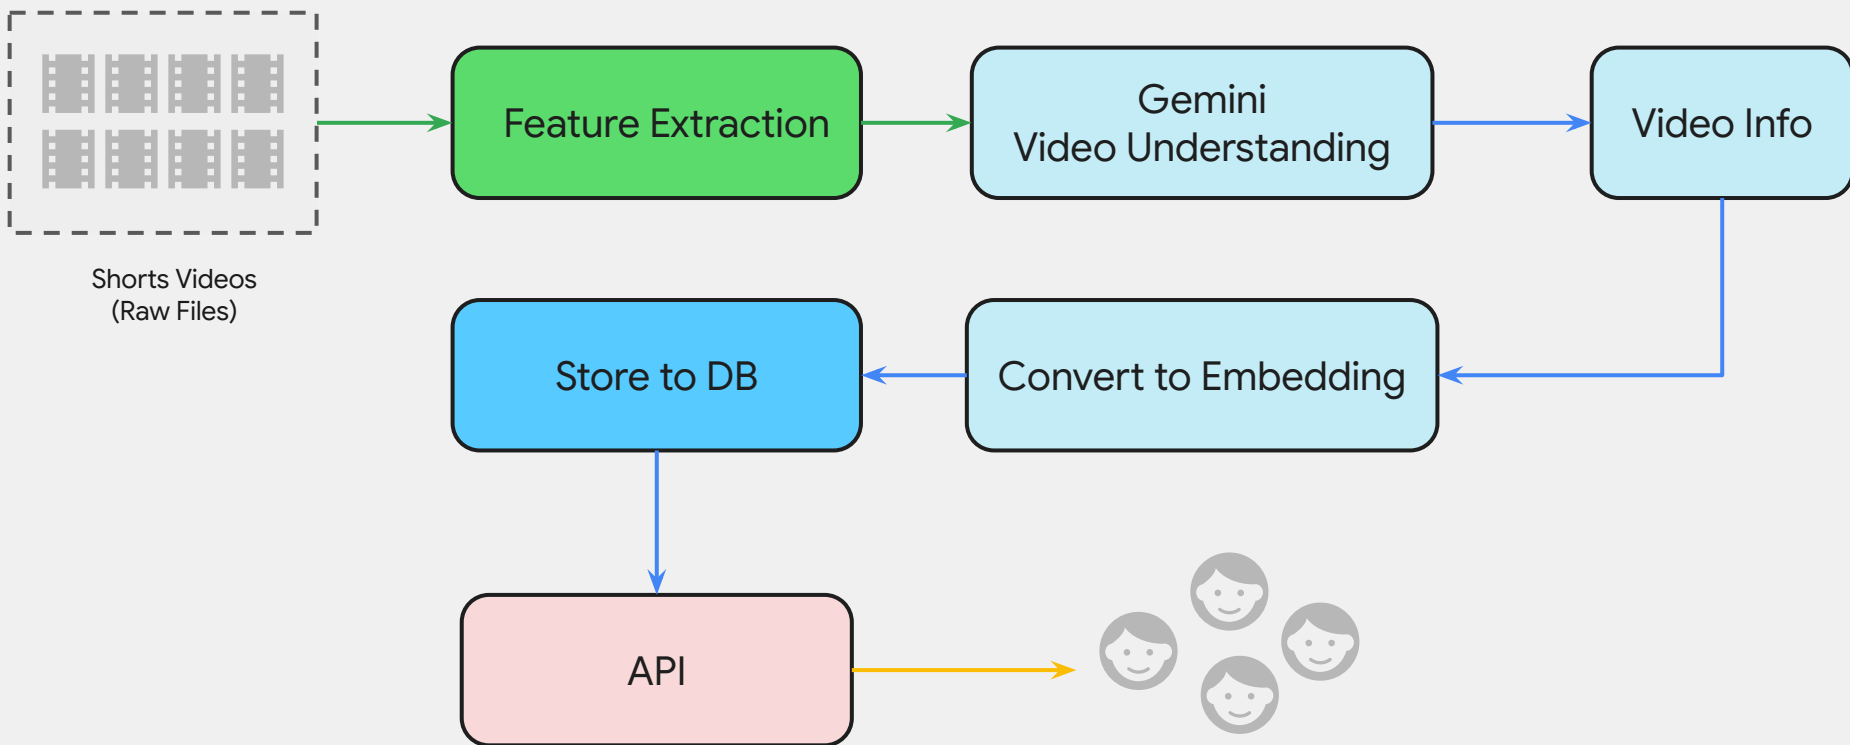 Feature Extraction
Gemini
Video Understanding
Video Info
Shorts Videos
(Raw Files)
Store to DB
Convert to Embedding
API